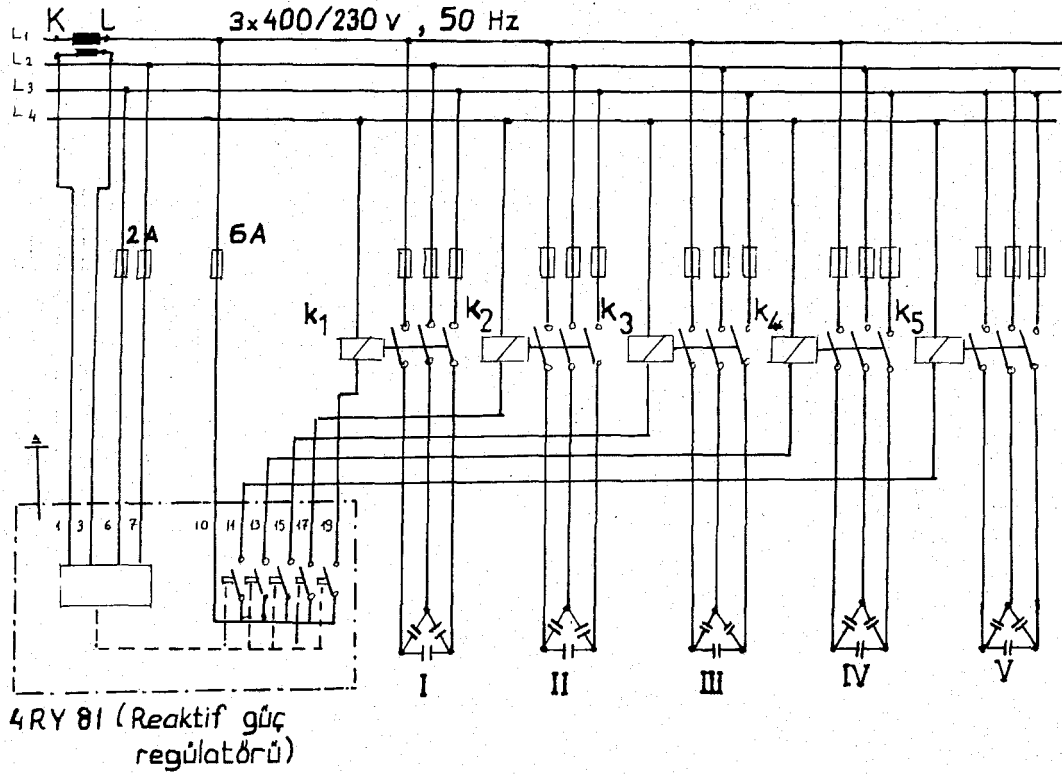 K L 3x400/230 V, 50 Hz
L1
L2
L3
L4
2A 6A
k1 k2 k3 k4 k5
1 3 6 7 10 11 13 15 17 19
I II III IV V
4RY 81 (Reaktif güç
regülatörü)